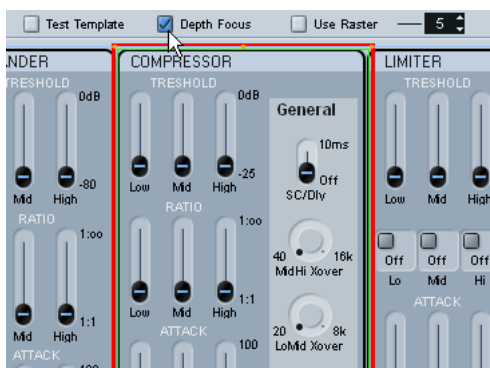 Test Template Depth Focus Use Raster 5
NDER COMPRESSOR LIMITER
TRESHOLD TRESHOLD TRESHOLD
0dB 0dB
General
10ms
-80 -25 Off
Mid High Low Mid High SC/Dly Low Mid High
RATIO RATIO
1:oo 1:oo
Off Off Off
40 16k
MidHi Xover
Lo Mid Hi
1:1 1:1
Mid High Low Mid High
ATTACK
20 8k
ATTACK ATTACK
100 100 LoMid Xover